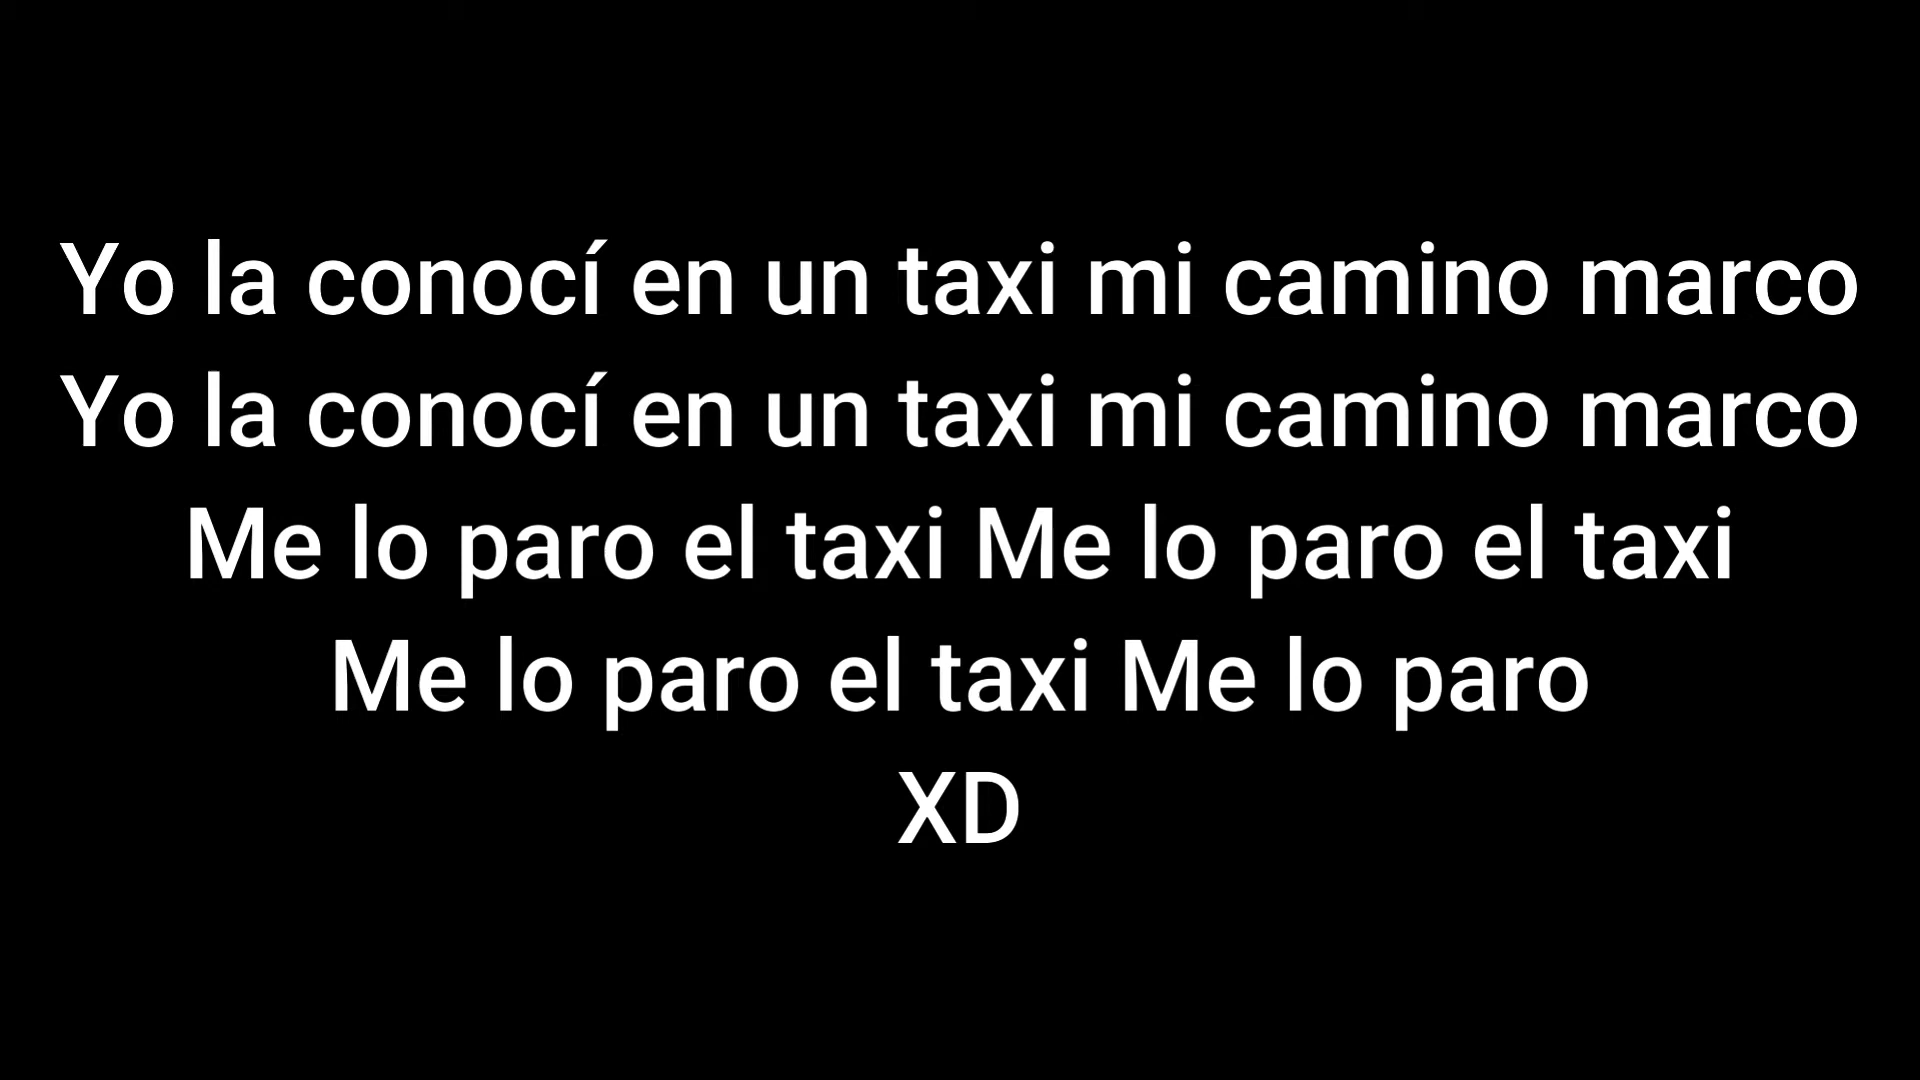 Yo la conocí en un taxi mi camino marco
Yo la conocí en un taxi mi camino marco
Me lo paro el taxi Me lo paro el taxi
Me lo paro el taxi Me lo paro
XD